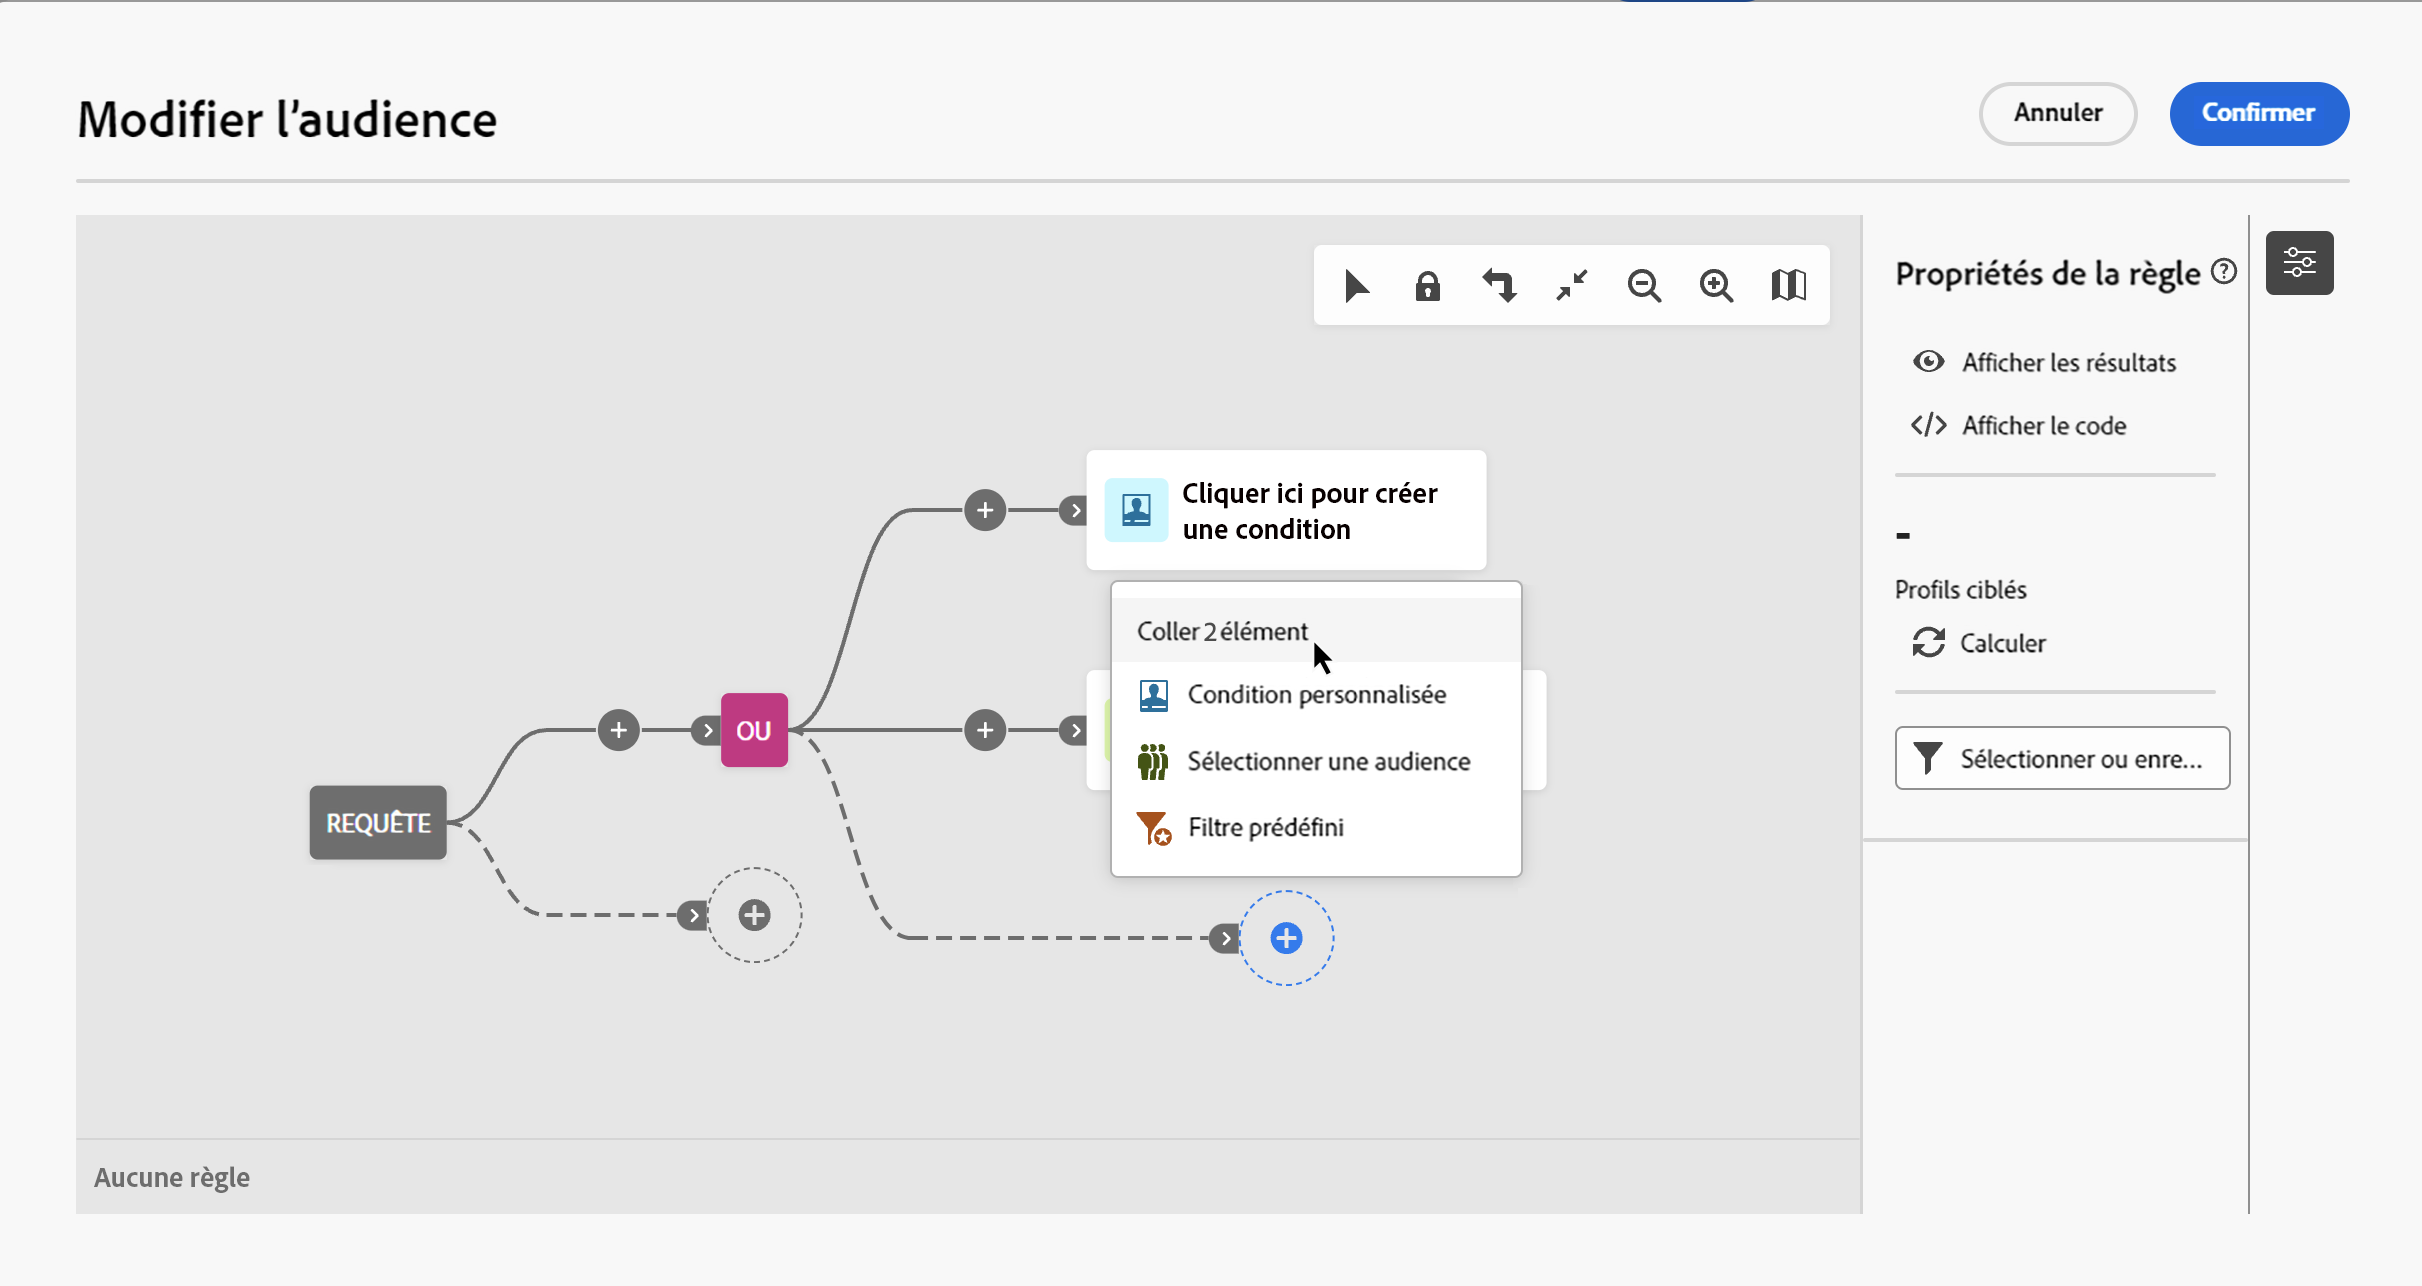 Modifier l’audience
Annuler
Confirmer
Propriétés de la règle
Afficher les résultats
Afficher le code
-
Profils ciblés
Calculer
Sélectionner ou enre...
Cliquer ici pour créer
une condition
Coller 2 élément
Condition personnalisée
Sélectionner une audience
Filtre prédéfini
OU
REQUÊTE
Aucune règle